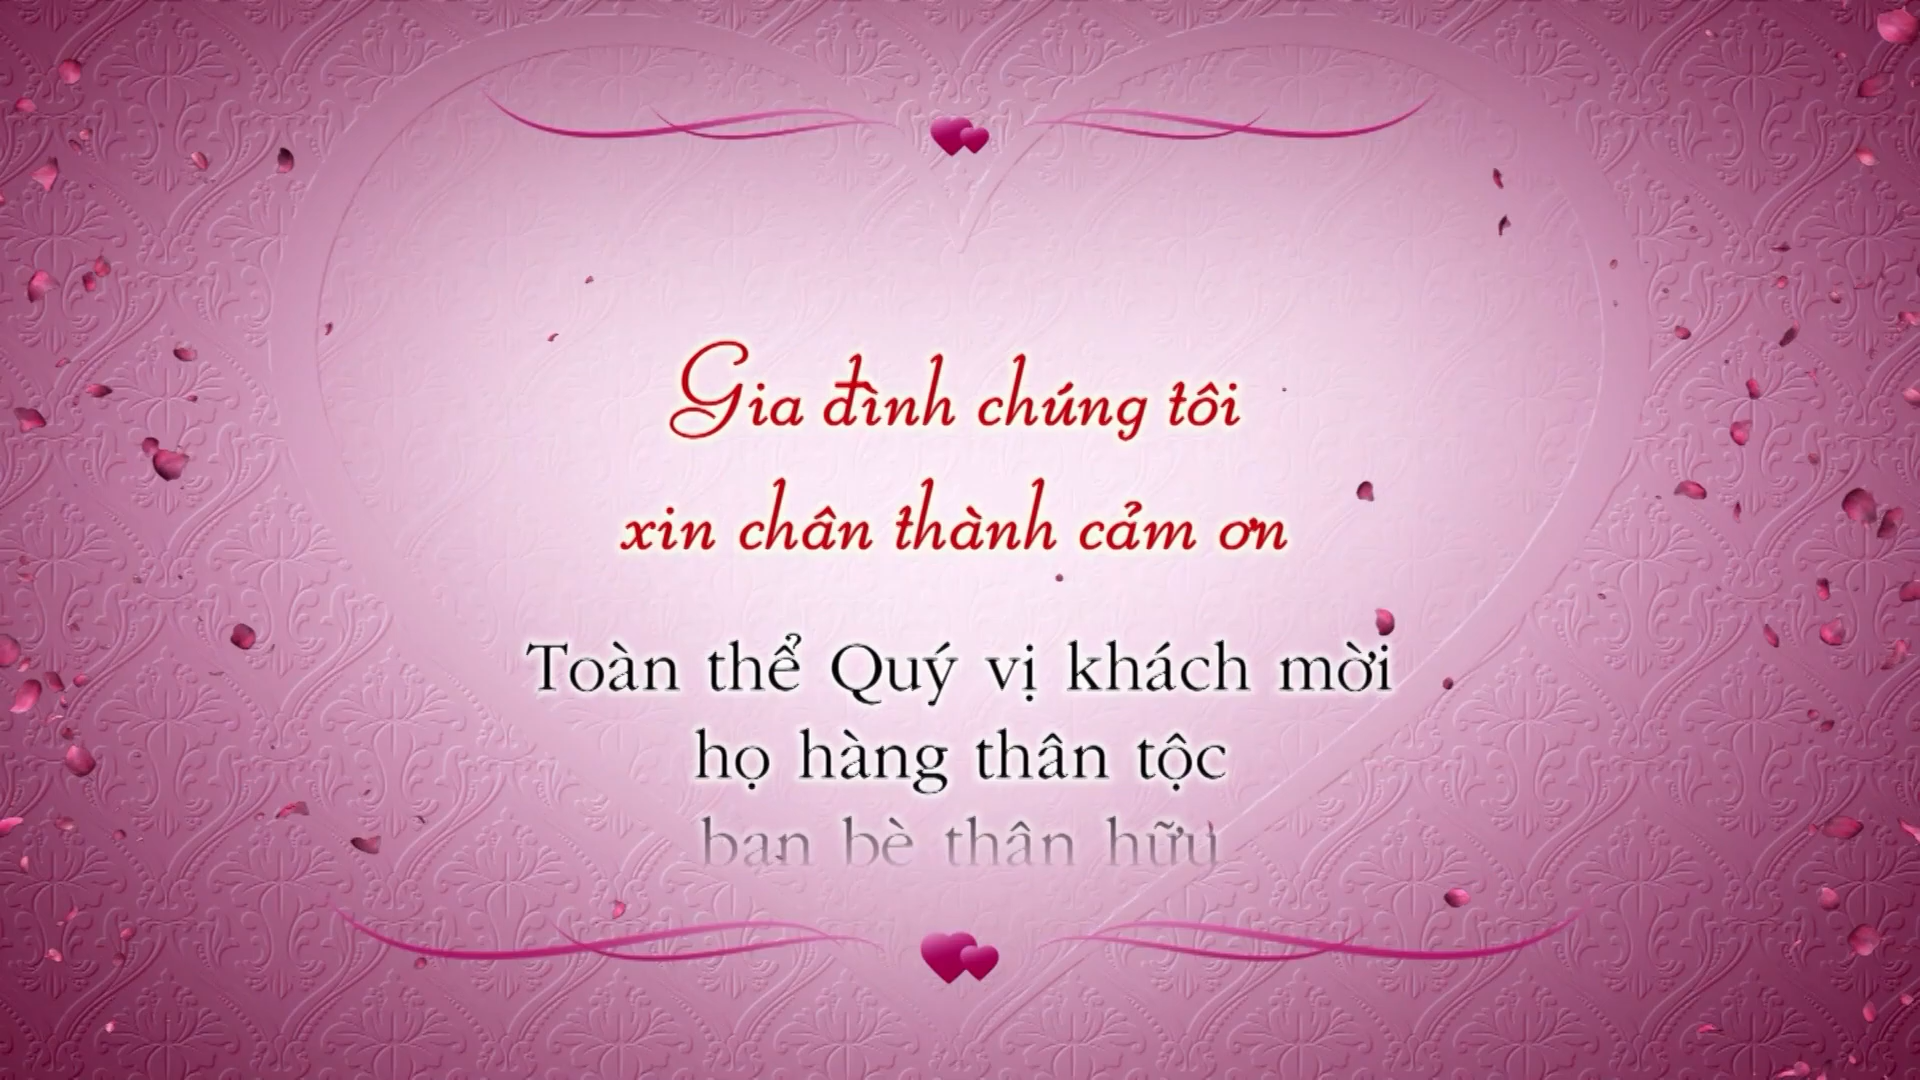 Gia đình chúng tôi
xin chân thành cảm ơn
Toàn thể Quý vị khách mời
họ hàng thân tộc
bạn bè thân hữu